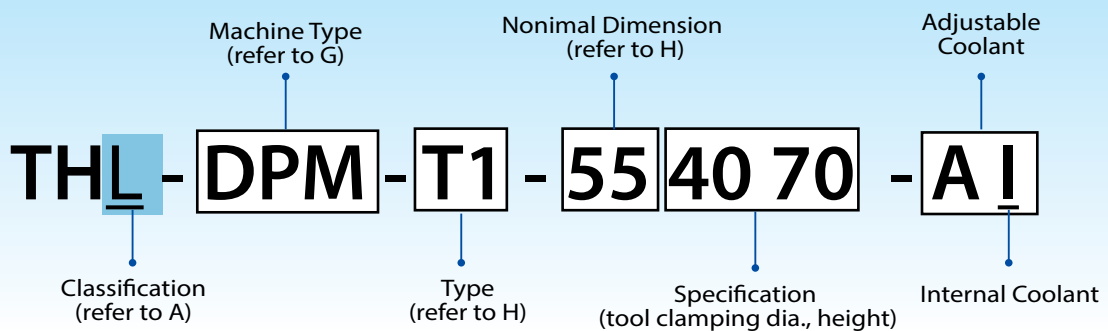 Machine Type
(refer to G)
Nonimal Dimension
(refer to H)
Adjustable
Coolant
THL - DPM - T1 - 55 40 70 - A I
Classification
(refer to A)
Type
(refer to H)
Specification
(tool clamping dia., height)
Internal Coolant